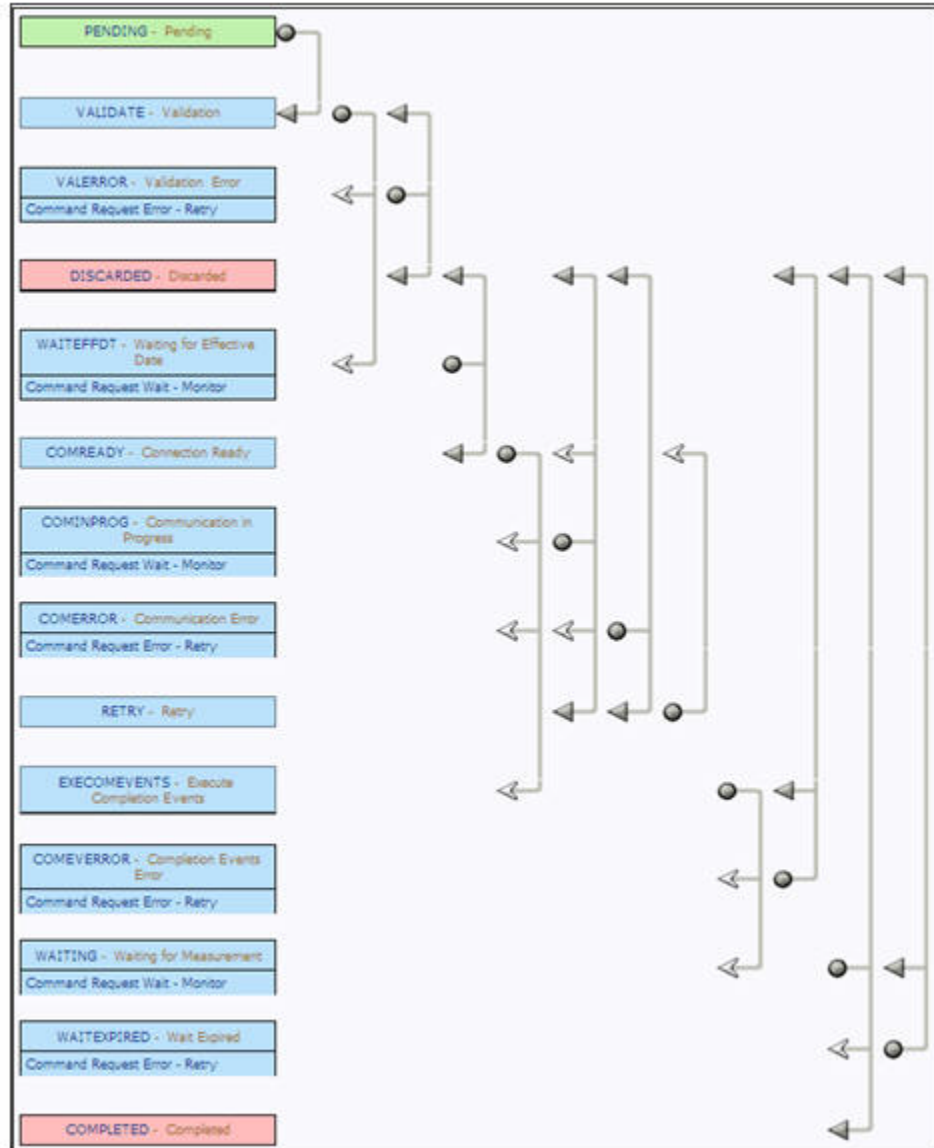 PENDING - Pending
VALIDATE - Validation
VALERROR - Validation Error
Command Request Error - Retry
DISCARDED - Discarded
WAITEFFDT - Waiting for Effective
Date
Command Request Wait - Monitor
COMREADY - Connection Ready
COMINPROG - Communication in
Progress
Command Request Wait - Monitor
COMERROR - Communication Error
Command Request Error - Retry
RETRY - Retry
EXECOMEVENTS - Execute
Completion Events
COMEVERROR - Completion Events
Error
Command Request Error - Retry
WAITING - Waiting for Measurement
Command Request Wait - Monitor
WAITEXPIRED - Wait Expired
Command Request Error - Retry
COMPLETED - Completed